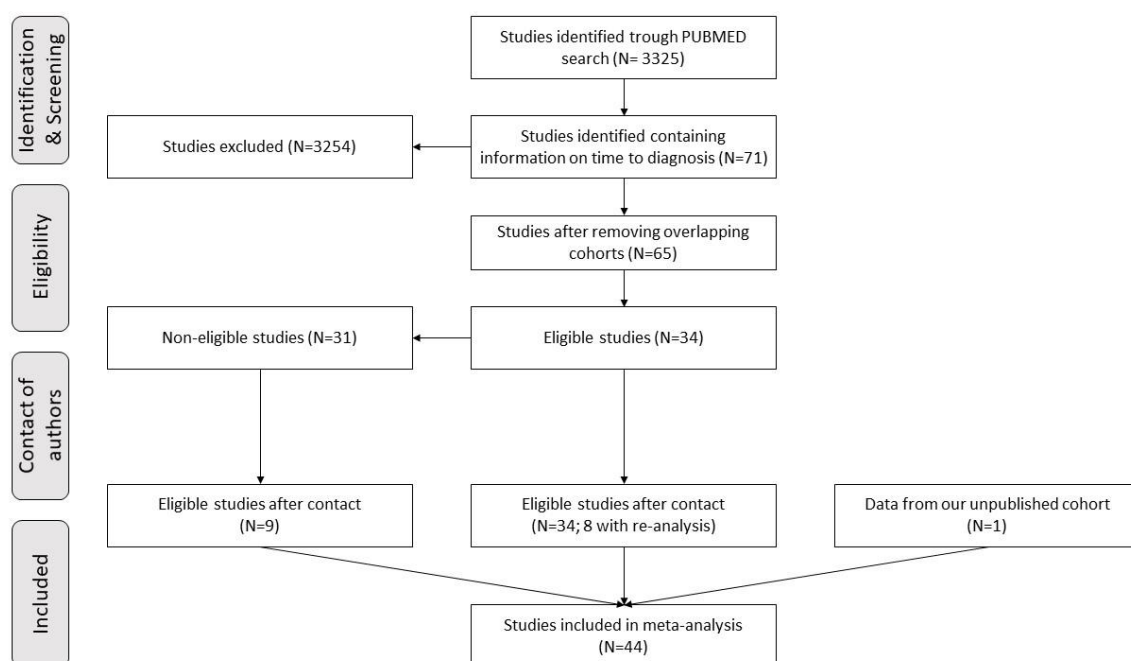 Identification
& Screening
Studies identified trough PUBMED
search (N= 3325)
Studies excluded (N=3254)
Studies identified containing
information on time to diagnosis (N=71)
Eligibility
Studies after removing overlapping
cohorts (N=65)
Non-eligible studies (N=31)
Eligible studies (N=34)
Contact of
authors
Eligible studies after contact
(N=9)
Eligible studies after contact
(N=34; 8 with re-analysis)
Data from our unpublished cohort
(N=1)
Included
Studies included in meta-analysis
(N=44)